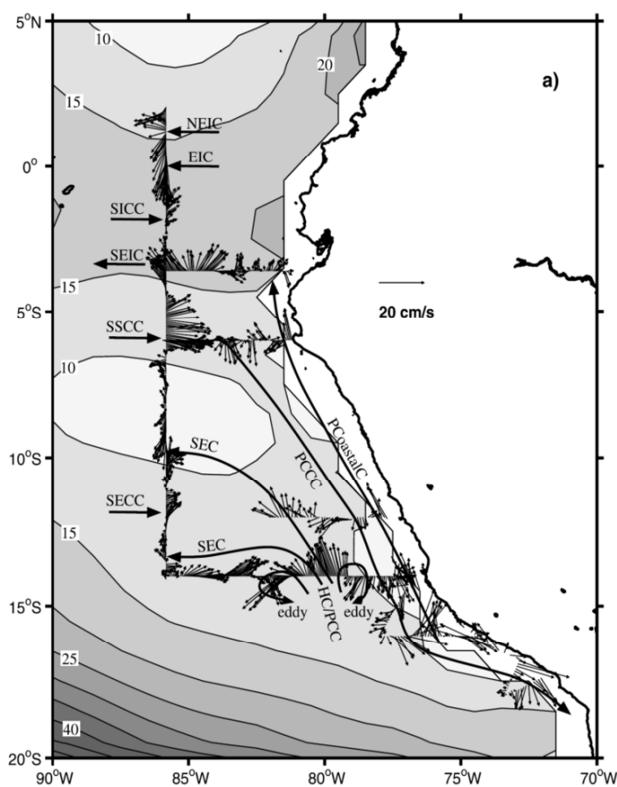 5°N
10
20
15
a)
NEIC
0°
EIC
SICC
SEIC
15
20 cm/s
5°S
SSCC
10
PCoastalC
SEC
PCCC
10°S
SECC
15
SEC
eddy
HC/PCC
eddy
15°S
25
40
20°S
90°W
85°W
80°W
75°W
70°W